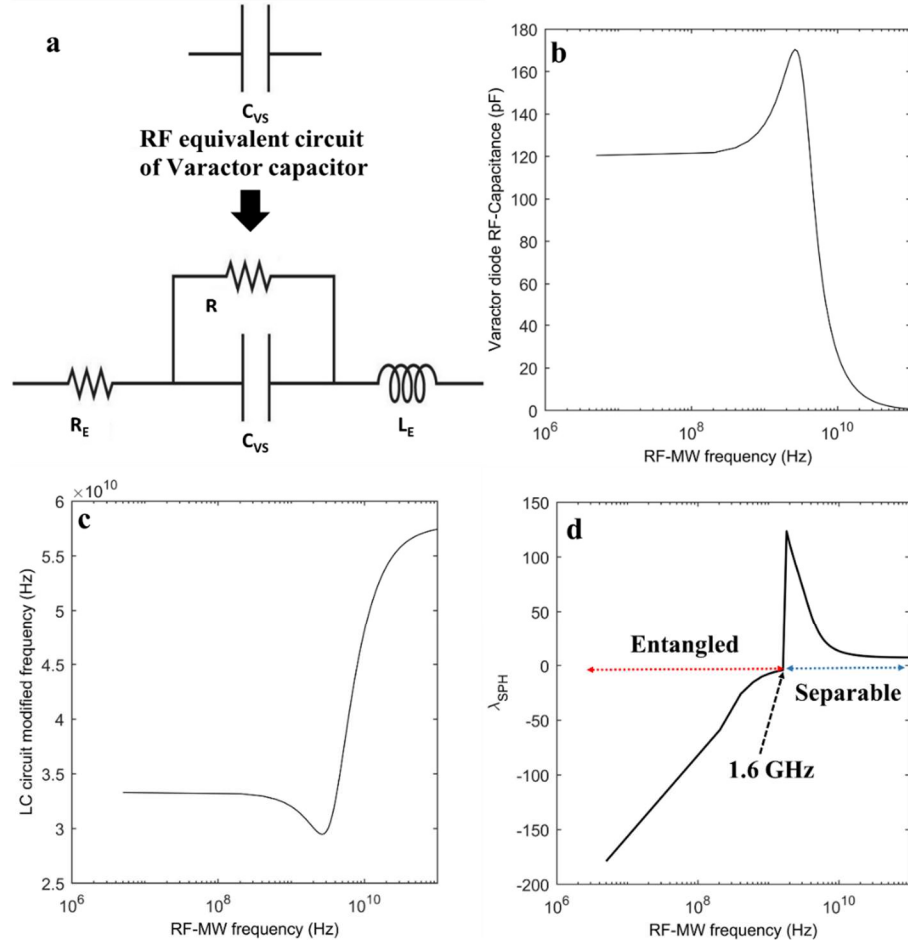 a
C_VS
RF equivalent circuit
of Varactor capacitor
R
R_E
C_VS
L_E
b
Varactor diode RF-Capacitance (pF)
180
160
140
120
100
80
60
40
20
0
10^6
10^8
10^10
RF-MW frequency (Hz)
c
×10^10
LC circuit modified frequency (Hz)
6
5.5
5
4.5
4
3.5
3
2.5
10^6
10^8
10^10
RF-MW frequency (Hz)
d
λ_SPH
150
100
50
0
-50
-100
-150
-200
Entangled
Separable
1.6 GHz
10^6
10^8
10^10
RF-MW frequency (Hz)